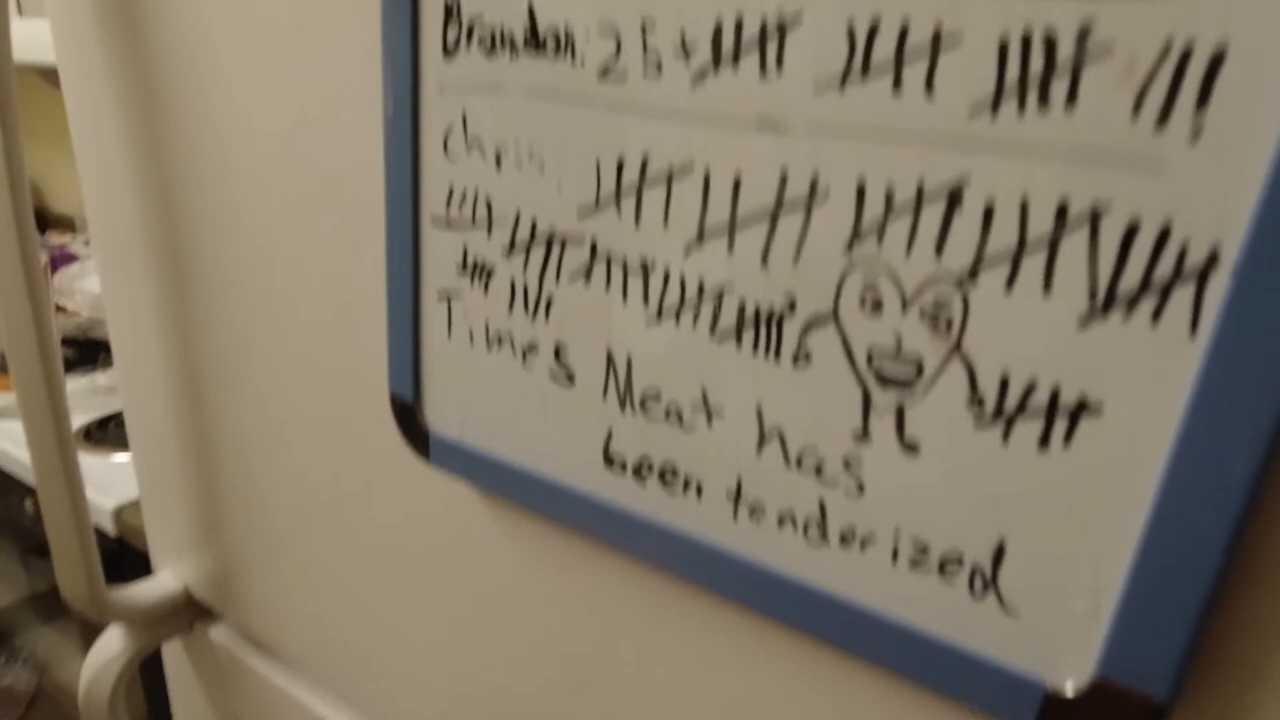 Brandon: 25 +
Chris:
Times Meat has
been tenderized